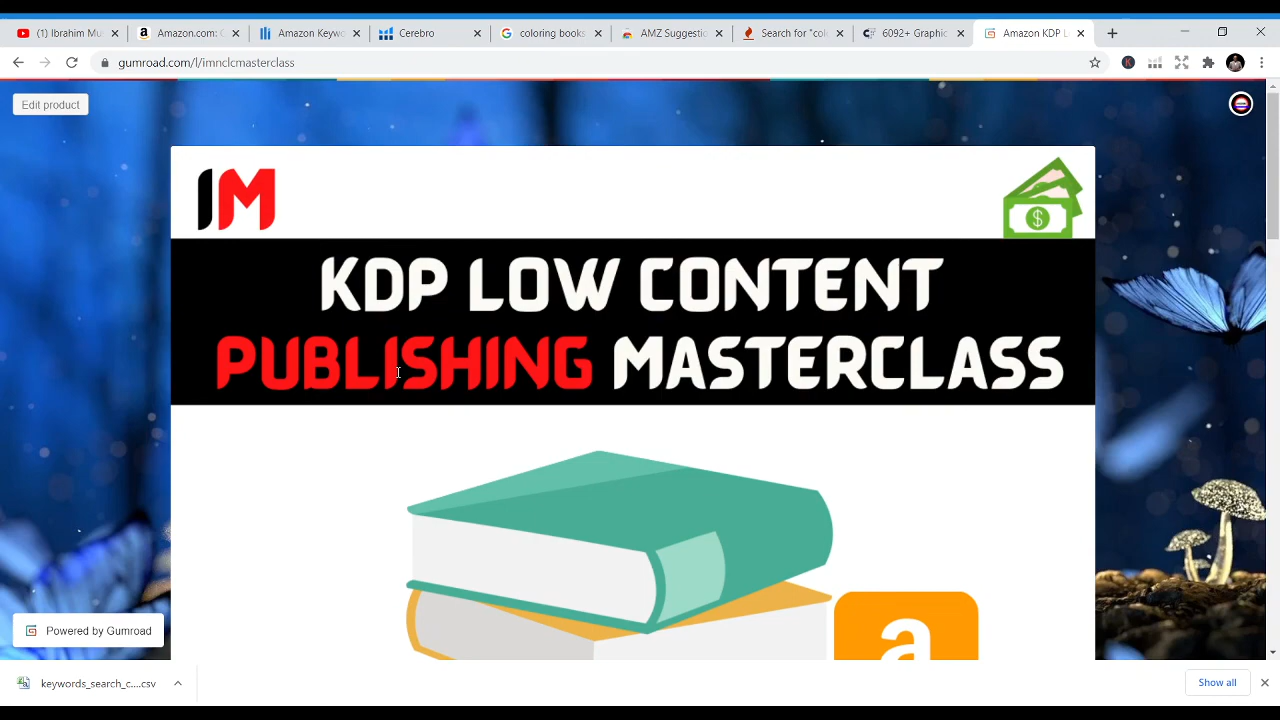 (1) Ibrahim Mu
Amazon.com: C
Amazon Keywo
Cerebro
coloring books
AMZ Suggestio
Search for "col
6092+ Graphic
Amazon KDP L
gumroad.com/l/imnclcmasterclass
K
Edit product
IM
$
KDP LOW CONTENT
PUBLISHING MASTERCLASS
a
Powered by Gumroad
keywords_search_c....csv
Show all